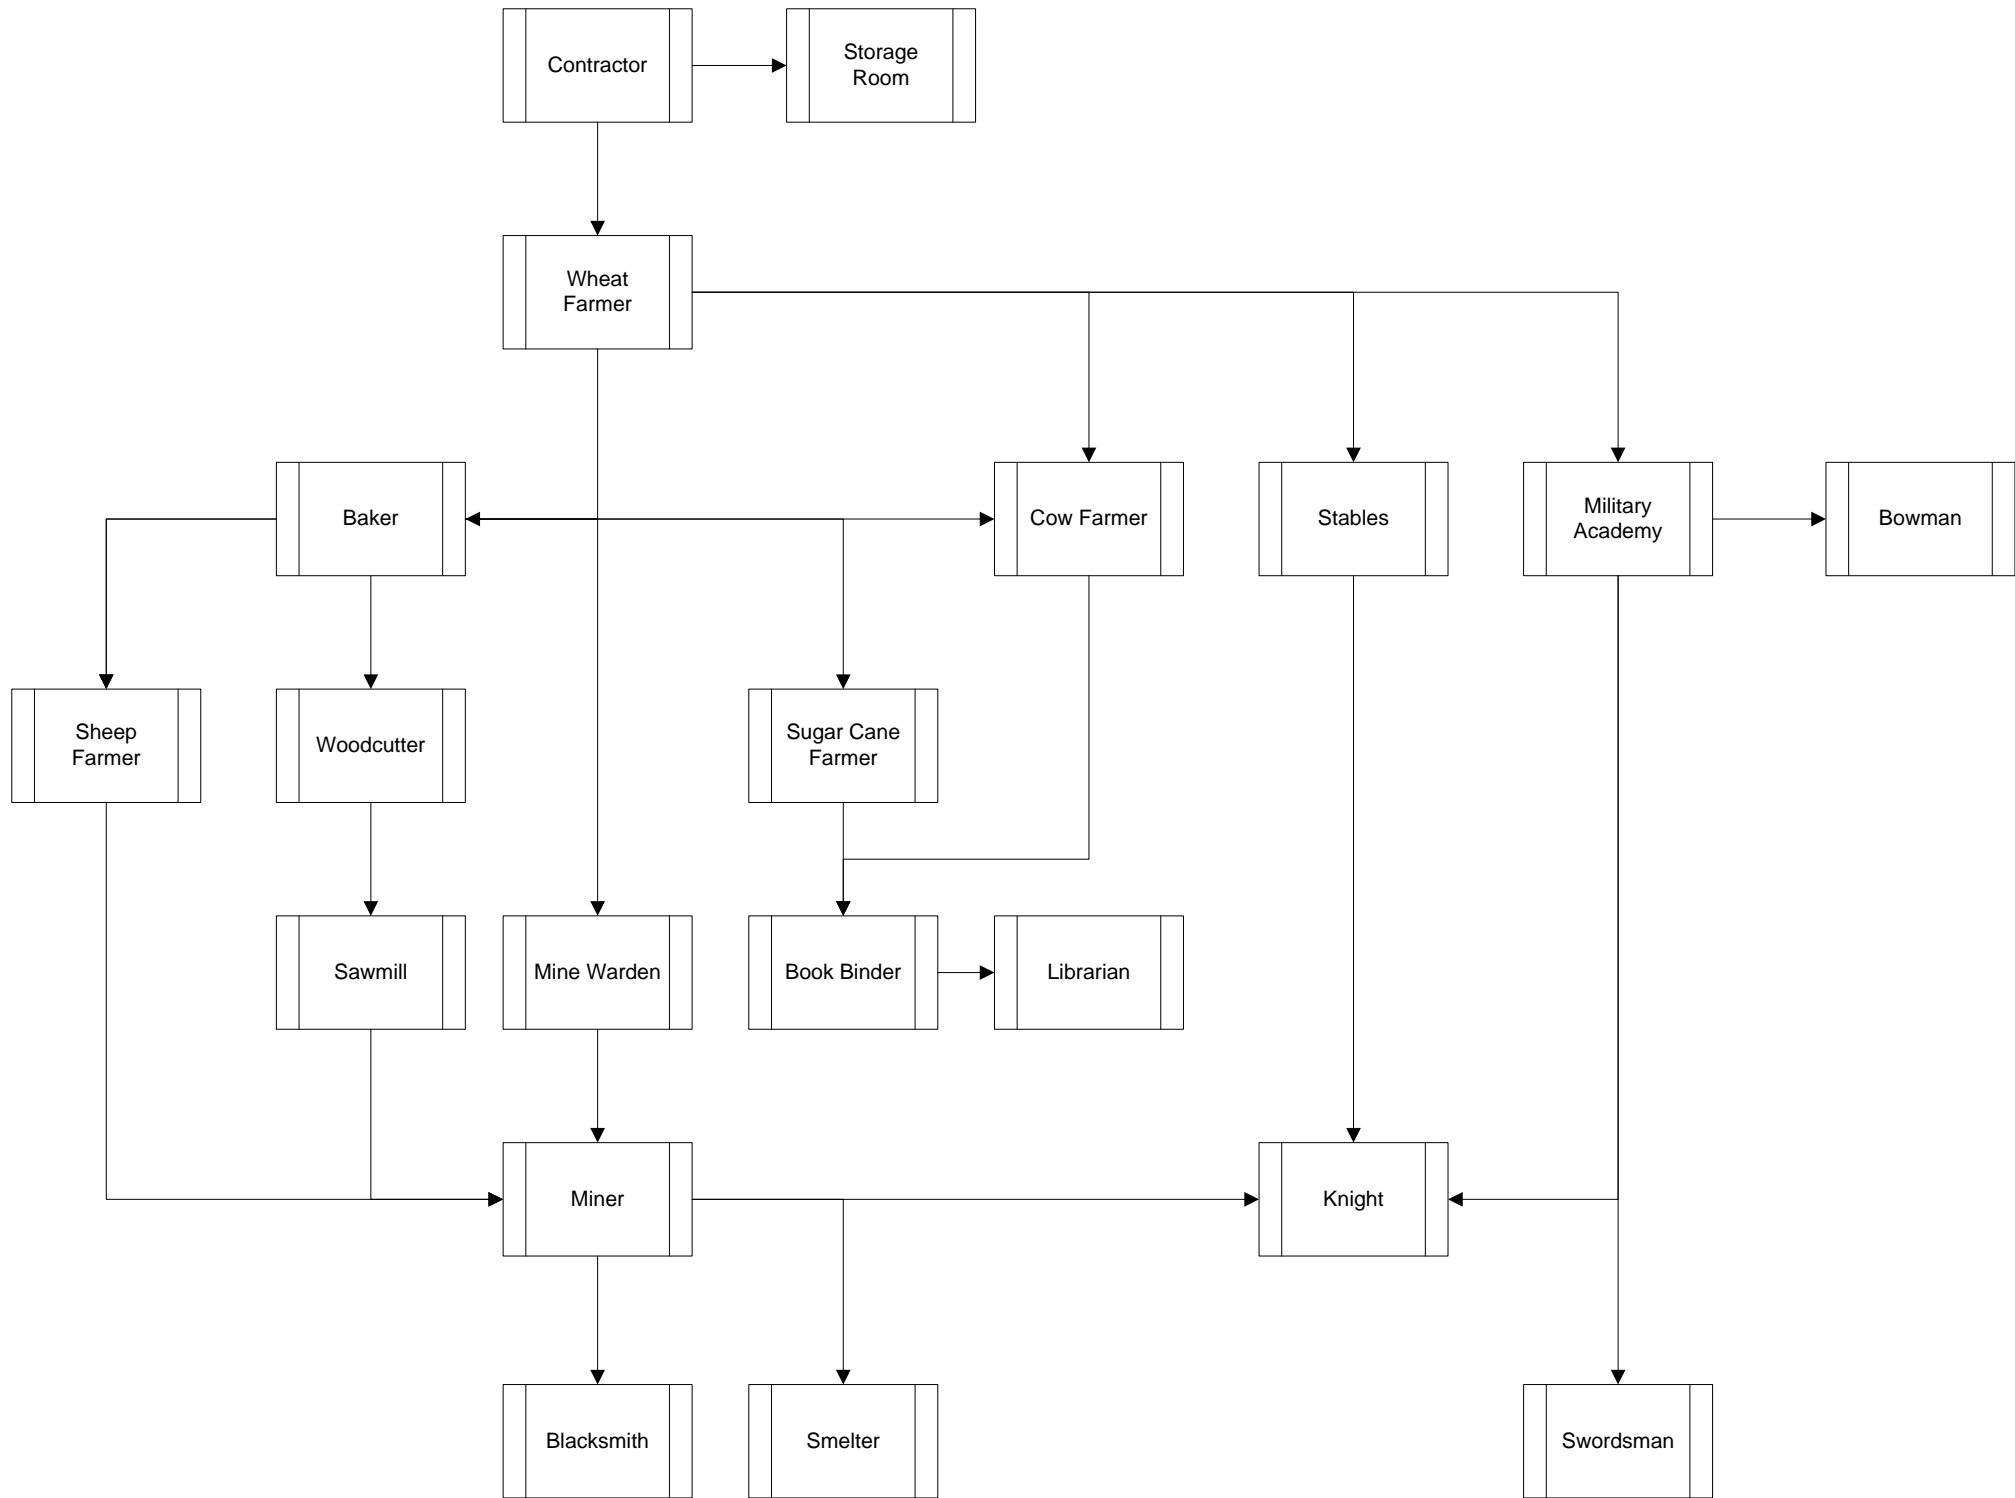 Contractor
Storage
Room
Wheat
Farmer
Baker
Cow Farmer
Stables
Military
Academy
Bowman
Sheep
Farmer
Woodcutter
Sugar Cane
Farmer
Sawmill
Mine Warden
Book Binder
Librarian
Miner
Knight
Blacksmith
Smelter
Swordsman